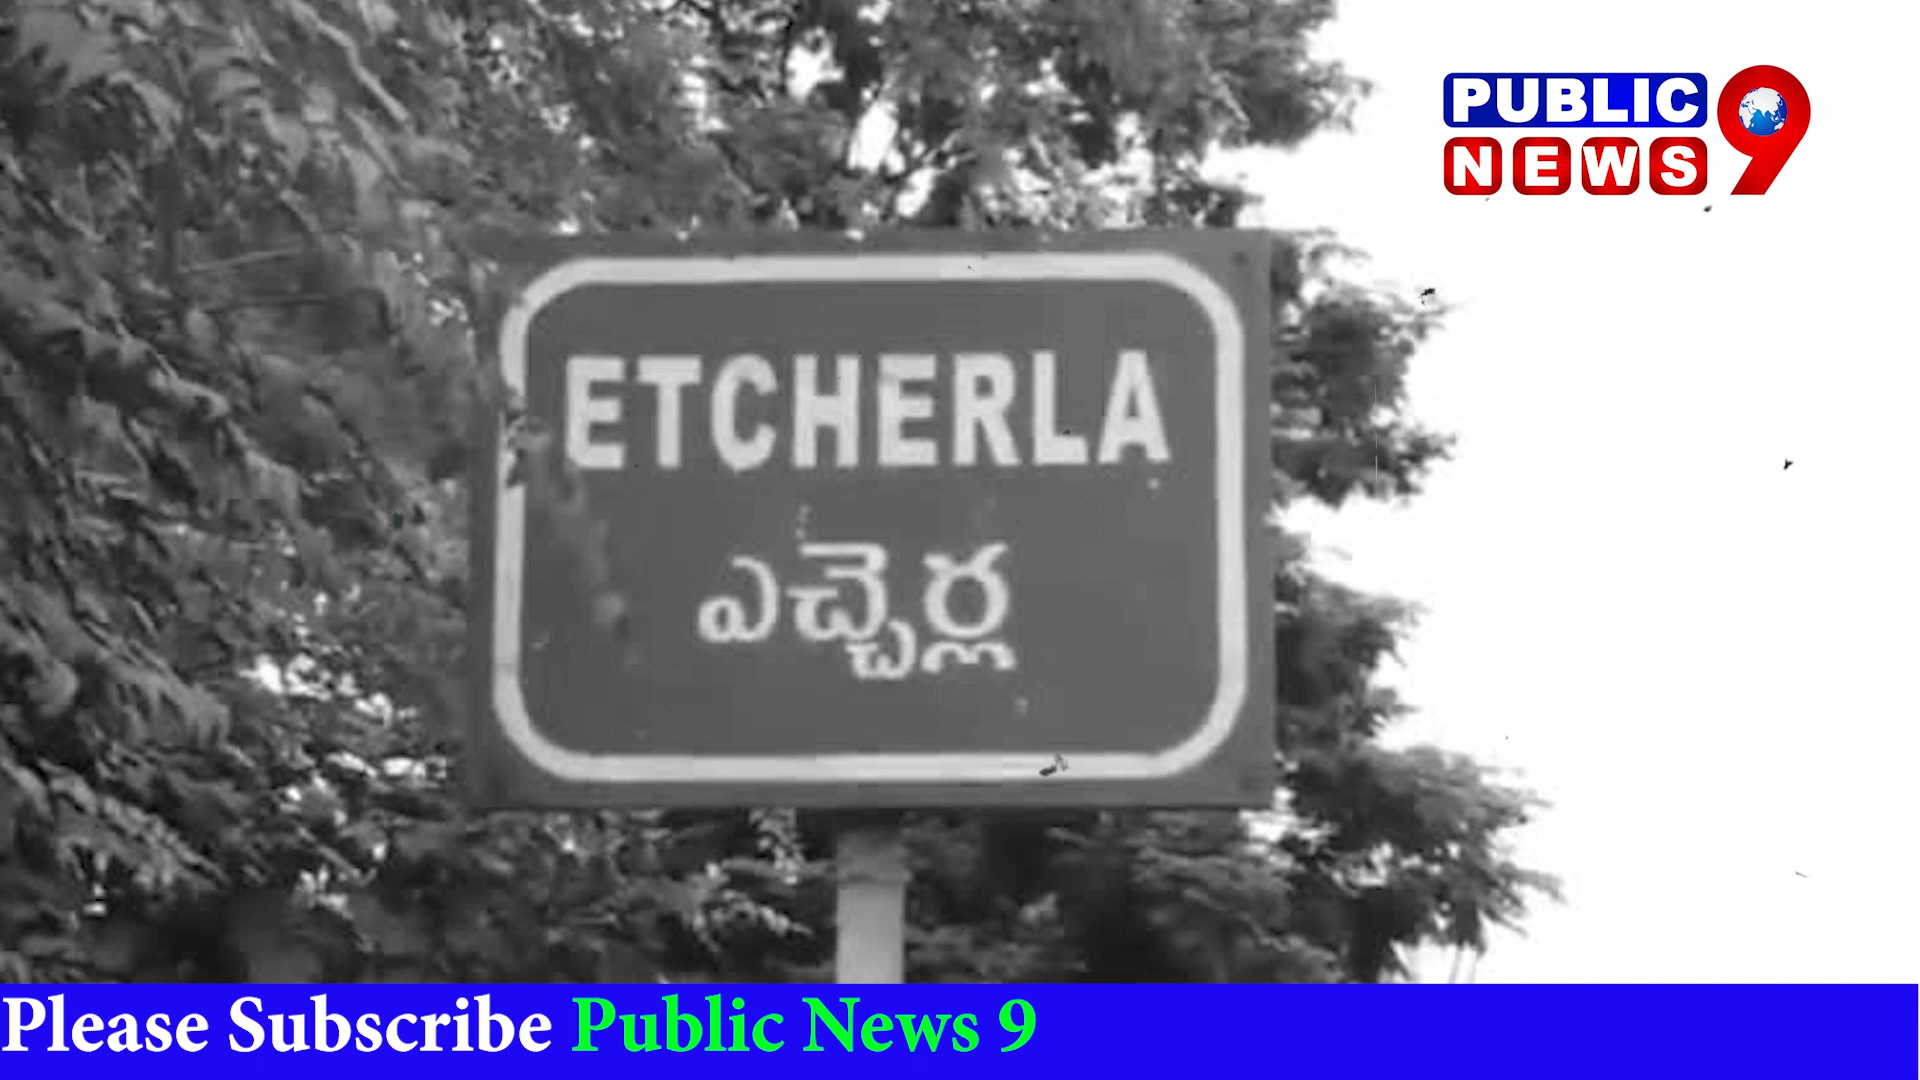 PUBLIC
NEWS 9
ETCHERLA
ఎచ్చెర్ల
Please Subscribe Public News 9